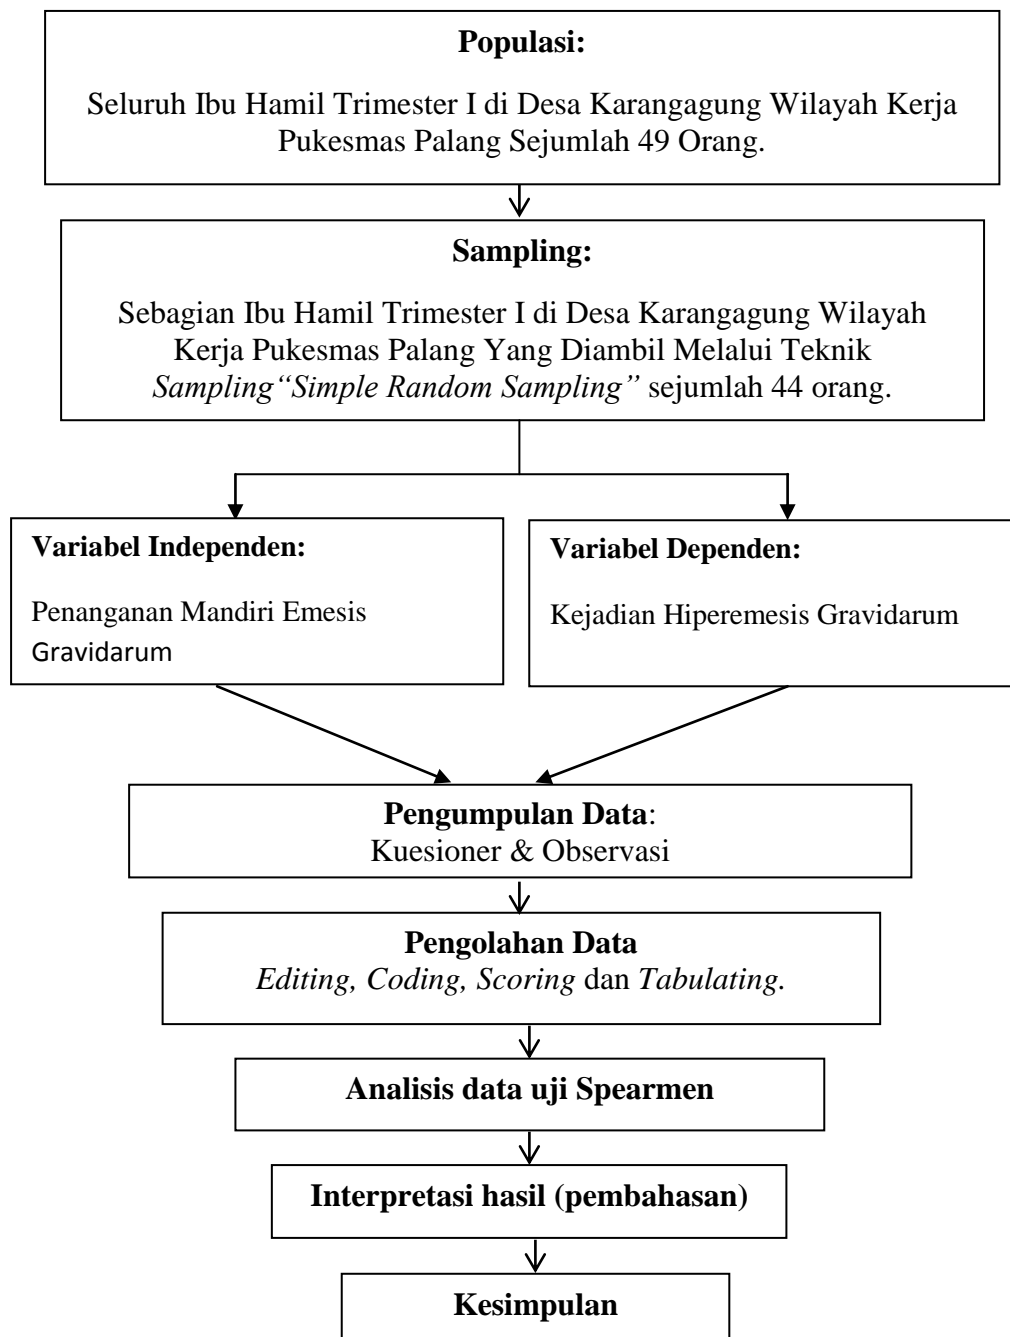 Populasi:
Seluruh Ibu Hamil Trimester I di Desa Karangagung Wilayah Kerja
Pukesmas Palang Sejumlah 49 Orang.
Sampling:
Sebagian Ibu Hamil Trimester I di Desa Karangagung Wilayah
Kerja Pukesmas Palang Yang Diambil Melalui Teknik
Sampling“Simple Random Sampling” sejumlah 44 orang.
Variabel Independen:
Penanganan Mandiri Emesis
Gravidarum
Variabel Dependen:
Kejadian Hiperemesis Gravidarum
Pengumpulan Data:
Kuesioner & Observasi
Pengolahan Data
Editing, Coding, Scoring dan Tabulating.
Analisis data uji Spearmen
Interpretasi hasil (pembahasan)
Kesimpulan